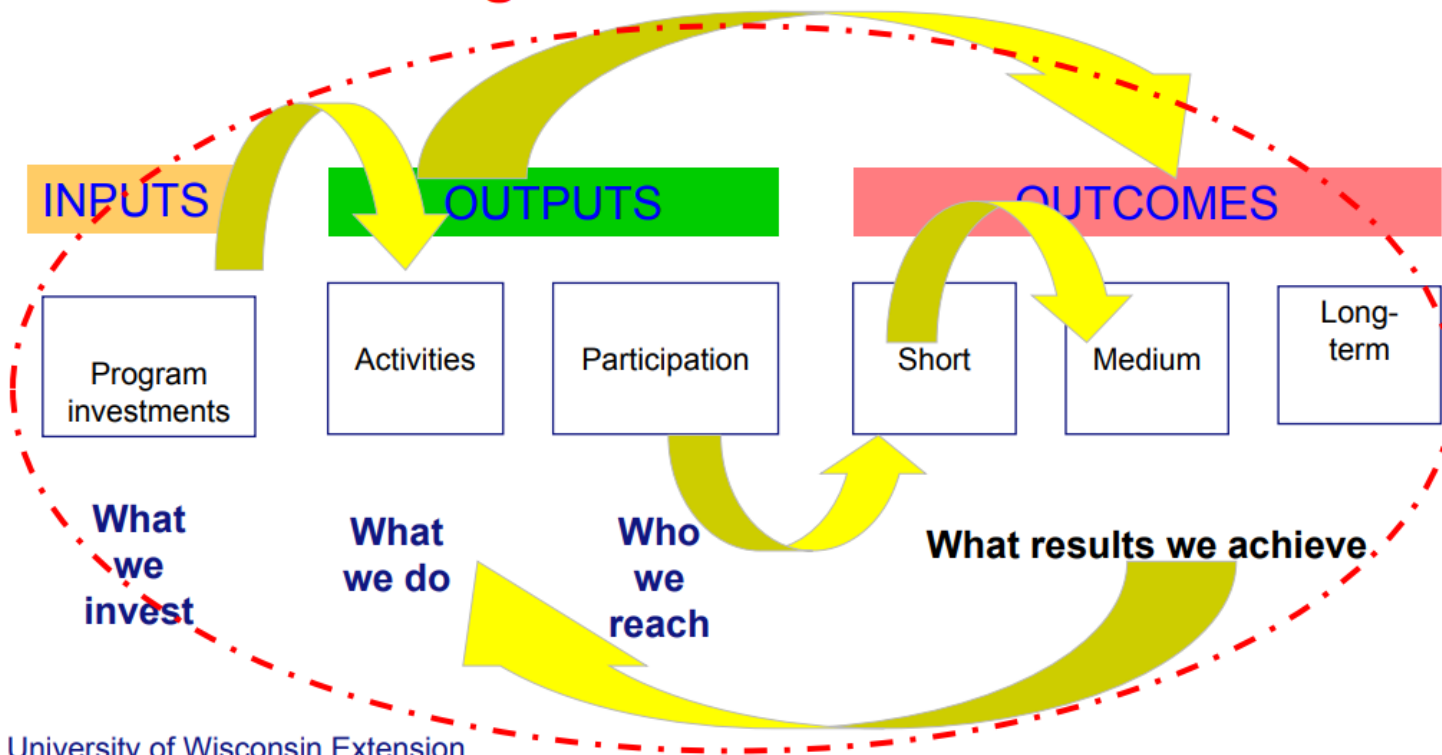 INPUTS
OUTPUTS
OUTCOMES
Program
investments
Activities
Participation
Short
Medium
Long-
term
What
we
invest
What
we do
Who
we
reach
What results we achieve
University of Wisconsin Extension